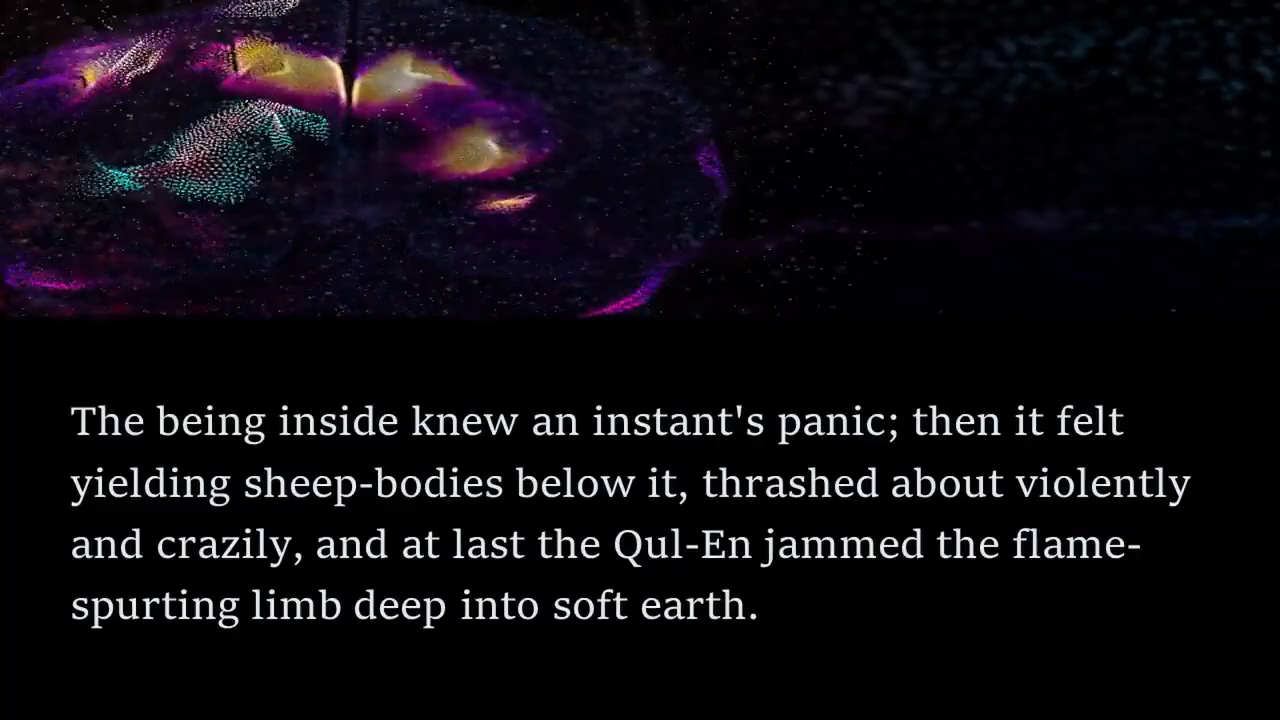 The being inside knew an instant's panic; then it felt
yielding sheep-bodies below it, thrashed about violently
and crazily, and at last the Qul-En jammed the flame-
spurting limb deep into soft earth.